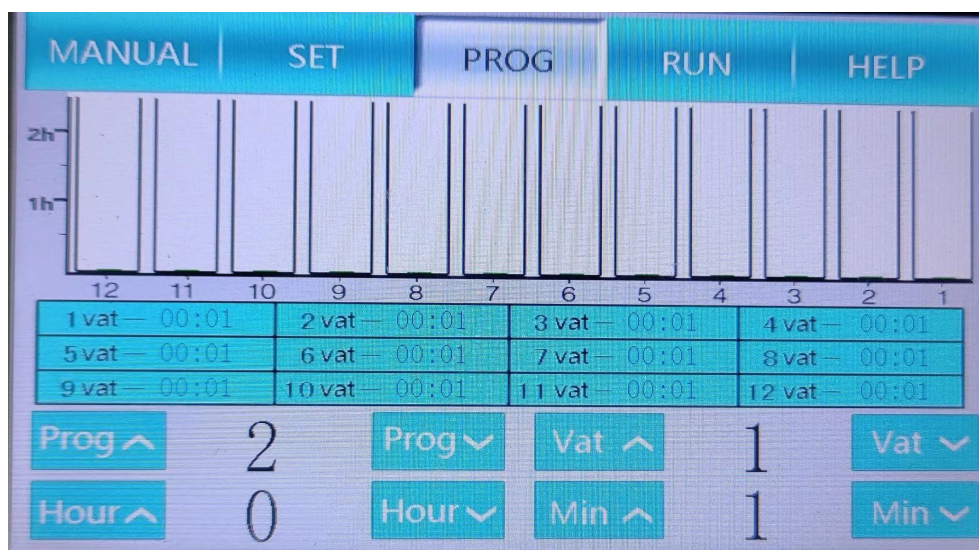 MANUAL SET PROG RUN HELP
2h
1h
12 11 10 9 8 7 6 5 4 3 2 1
1 vat— 00:01 2 vat— 00:01 3 vat— 00:01 4 vat— 00:01
5 vat— 00:01 6 vat— 00:01 7 vat— 00:01 8 vat— 00:01
9 vat— 00:01 10 vat— 00:01 11 vat— 00:01 12 vat— 00:01
Prog 2 Prog Vat 1 Vat
Hour 0 Hour Min 1 Min